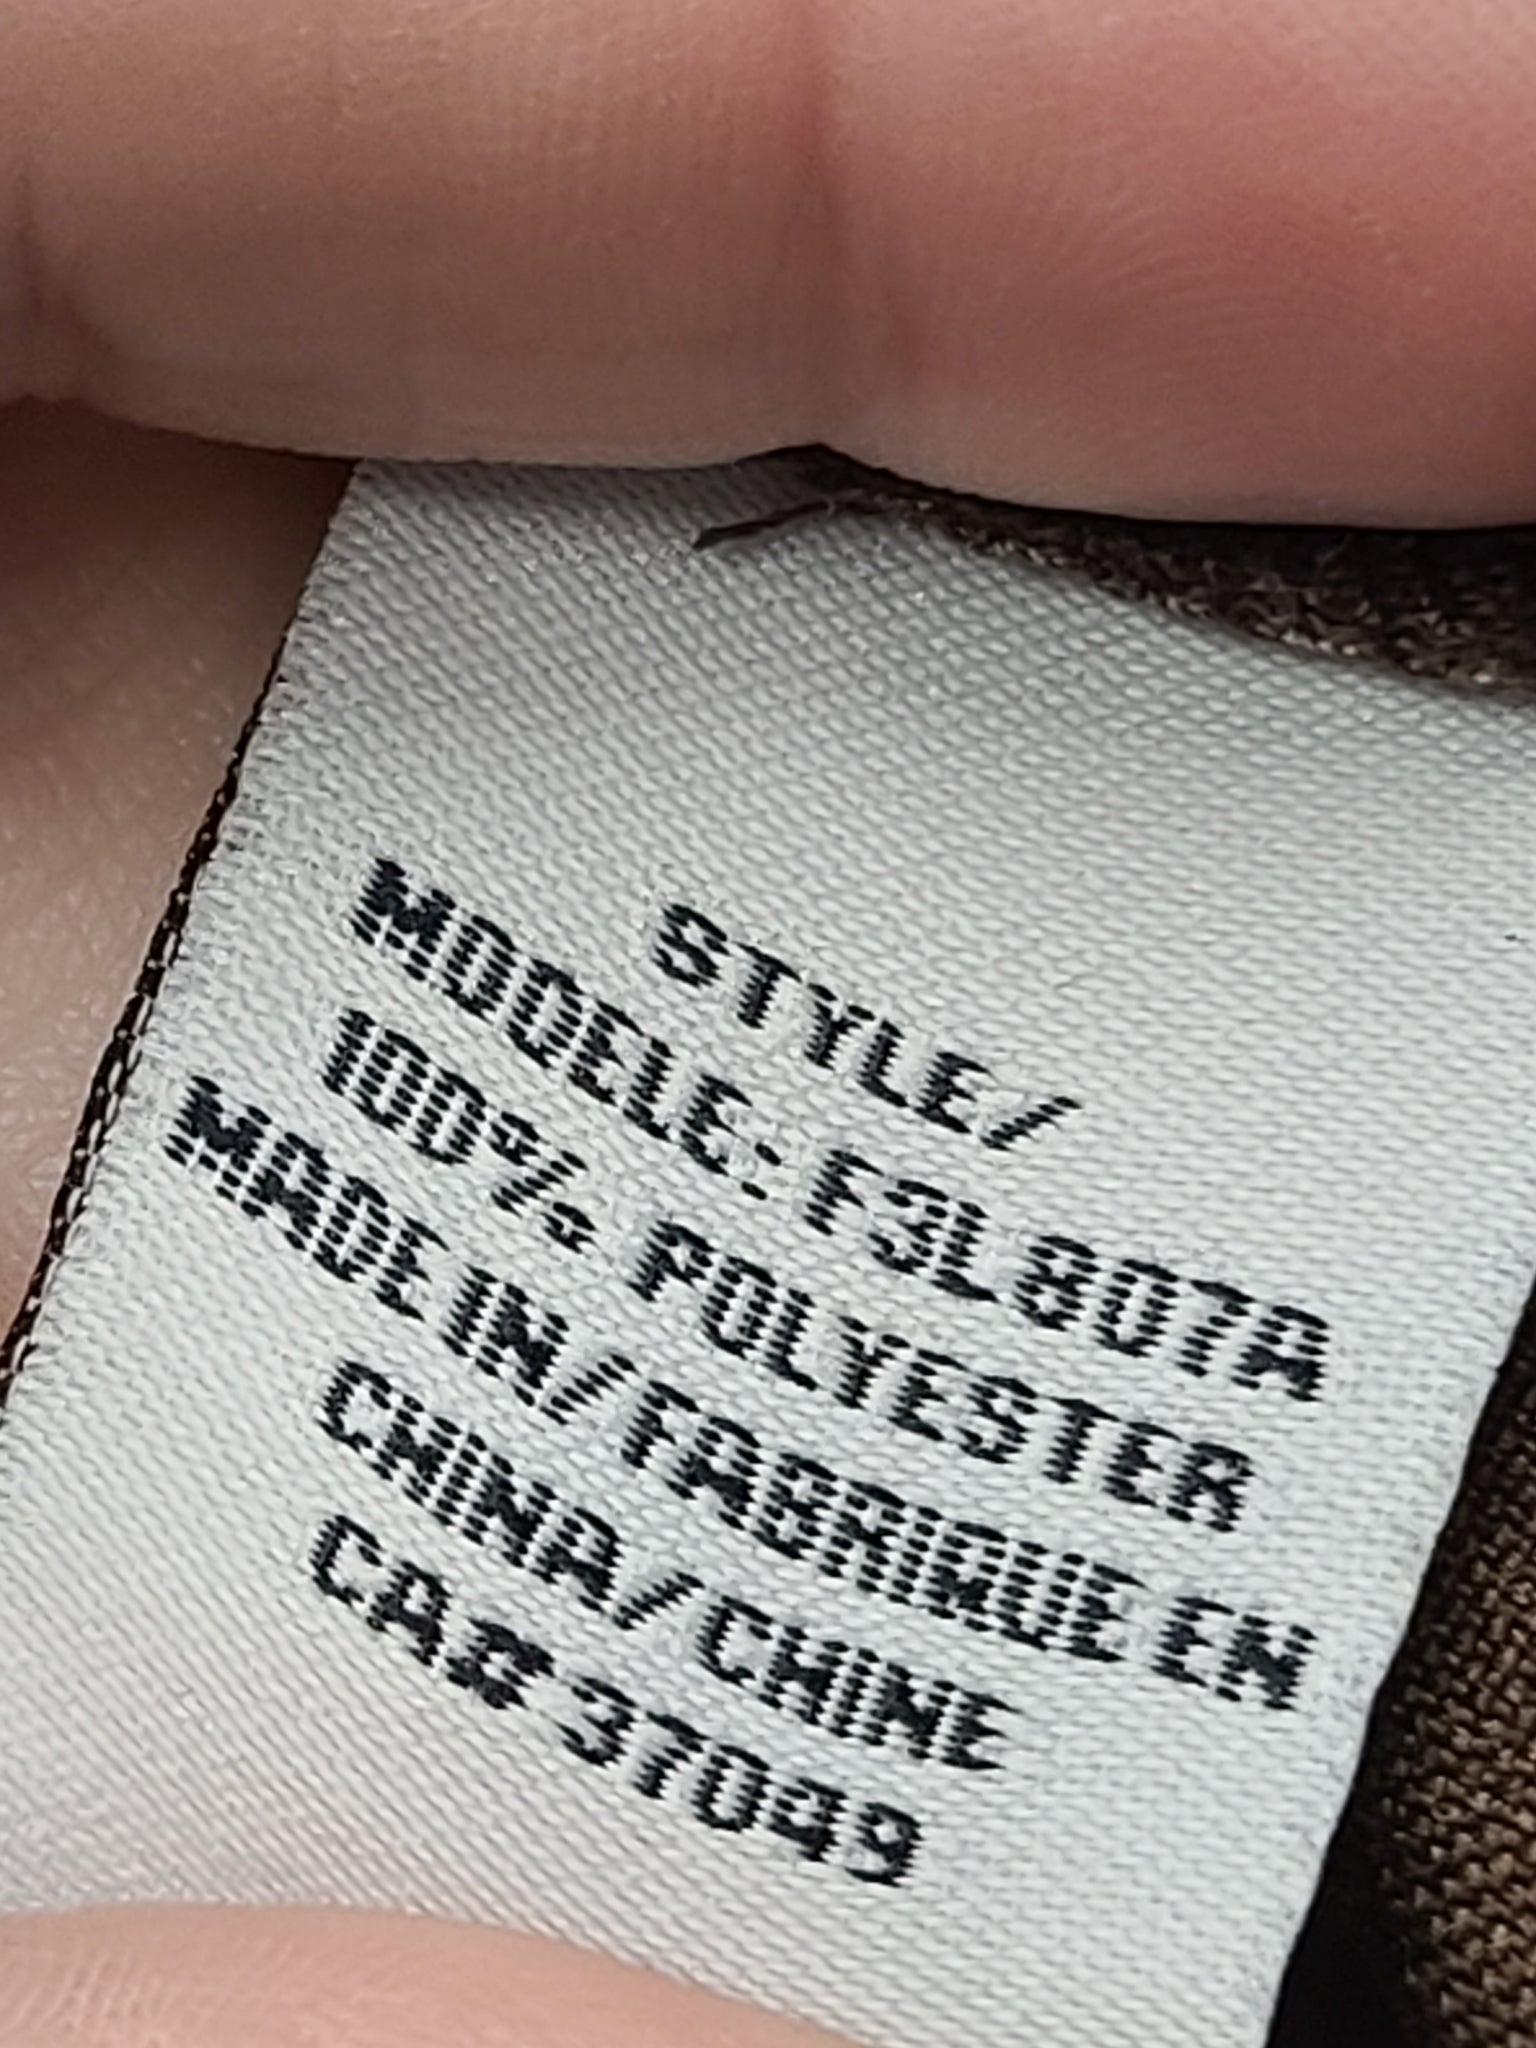 STYLE/
MODELE: F3L807A
100% POLYESTER
MADE IN/FABRIQUE EN
CHINA/CHINE
CA#37099